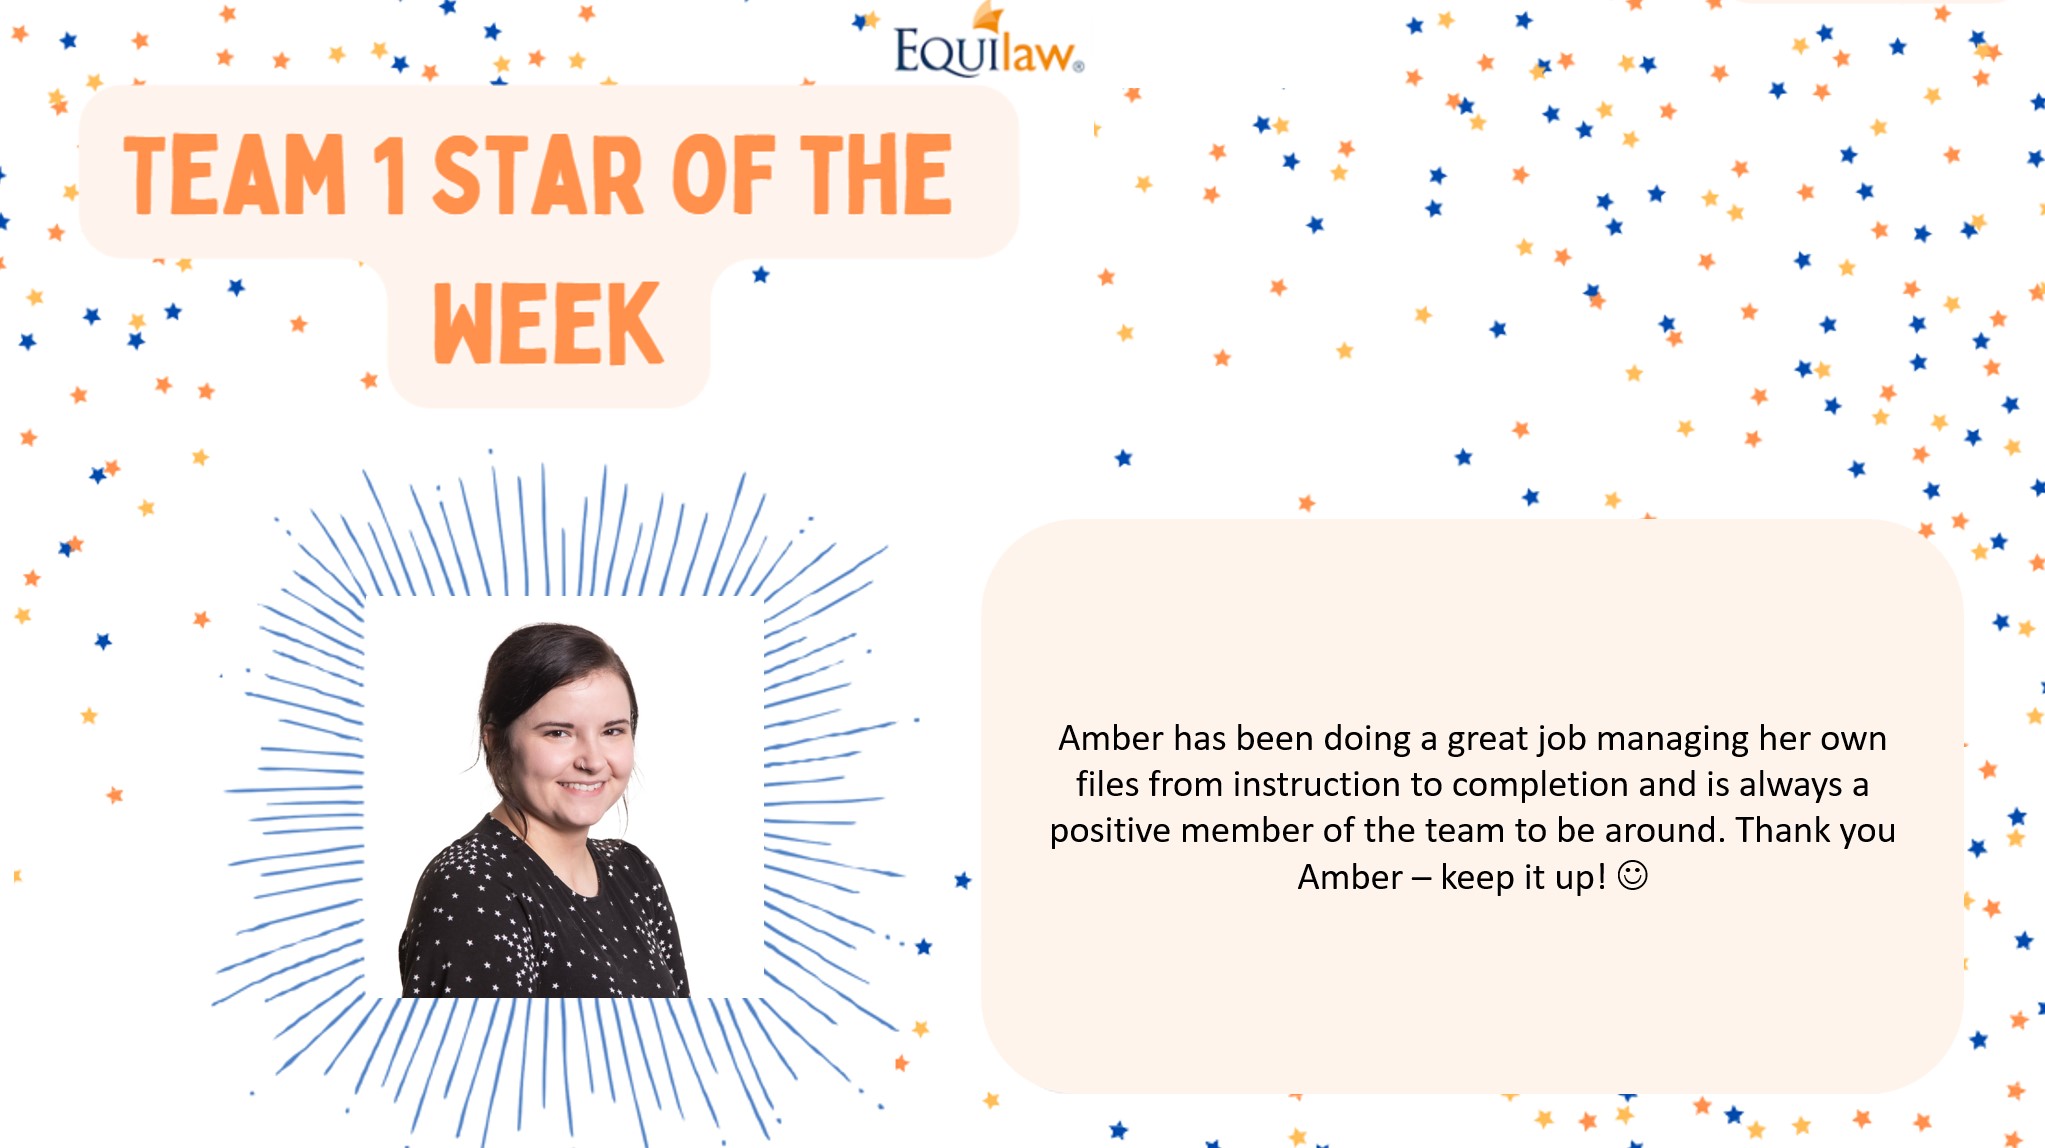 EQUIlaw®
TEAM 1 STAR OF THE
WEEK
Amber has been doing a great job managing her own
files from instruction to completion and is always a
positive member of the team to be around. Thank you
Amber – keep it up! ☺